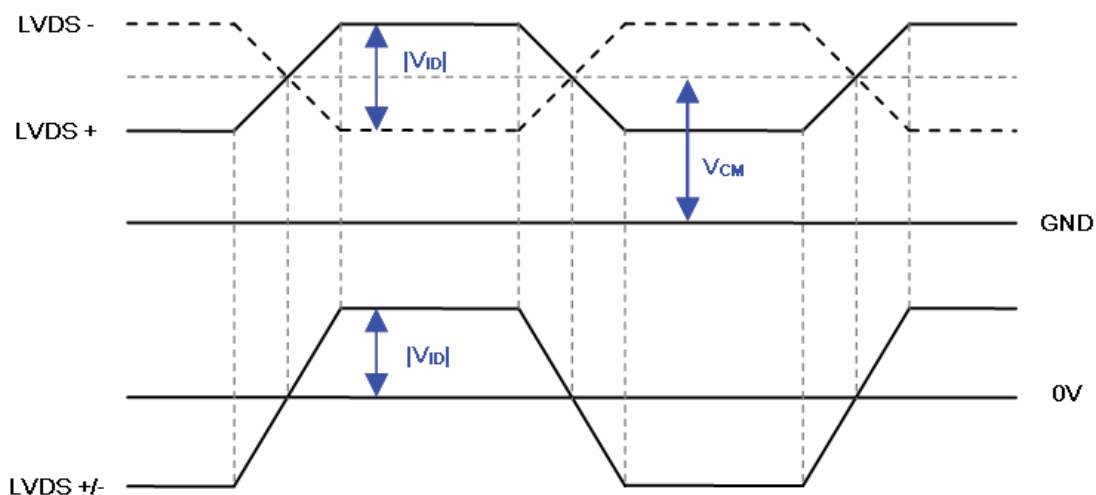 LVDS -
|VID|
LVDS +
VCM
GND
|VID|
0V
LVDS +/-